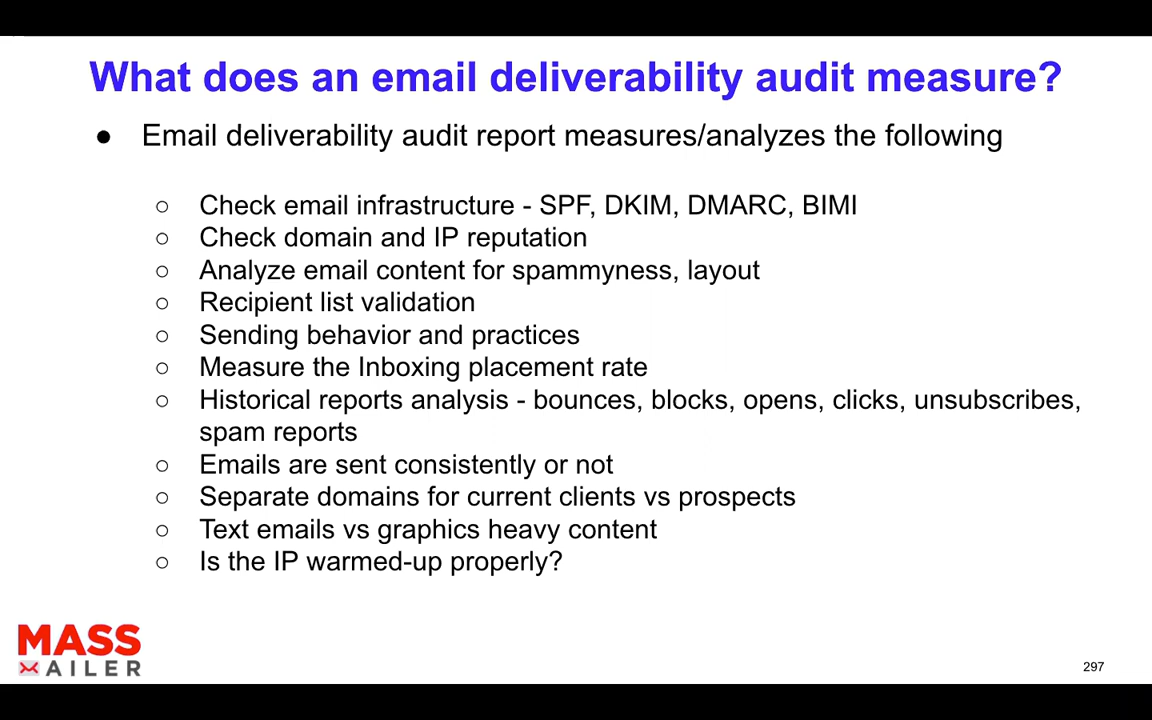 What does an email deliverability audit measure?
● Email deliverability audit report measures/analyzes the following
○ Check email infrastructure - SPF, DKIM, DMARC, BIMI
○ Check domain and IP reputation
○ Analyze email content for spammyness, layout
○ Recipient list validation
○ Sending behavior and practices
○ Measure the Inboxing placement rate
○ Historical reports analysis - bounces, blocks, opens, clicks, unsubscribes,
spam reports
○ Emails are sent consistently or not
○ Separate domains for current clients vs prospects
○ Text emails vs graphics heavy content
○ Is the IP warmed-up properly?
MASS
MAILER
297